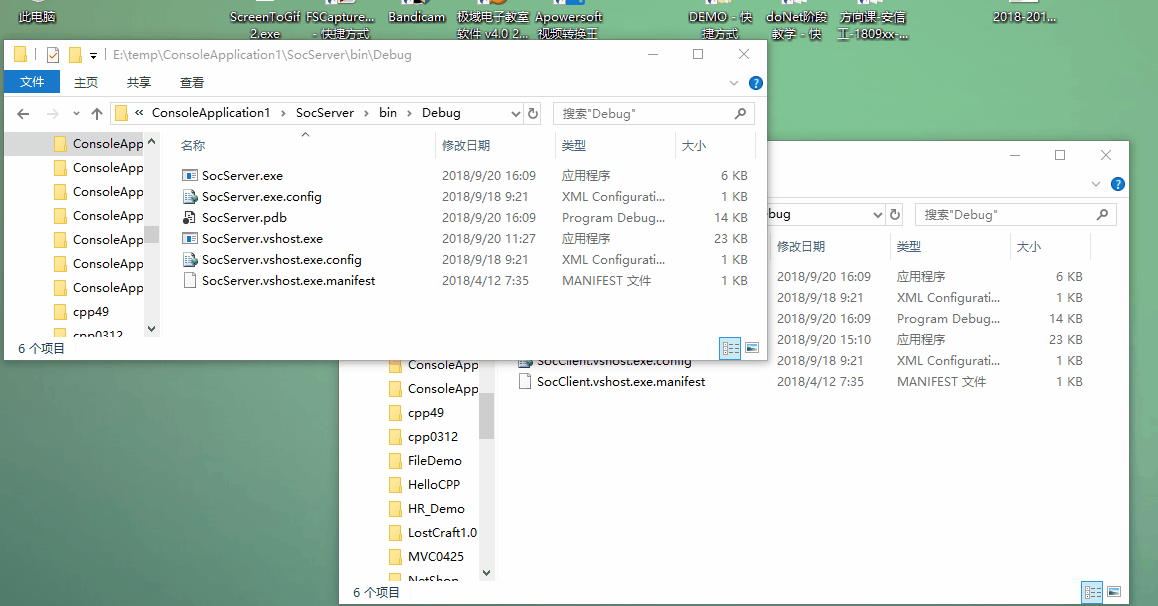 此电脑
ScreenToGif
2.exe
FSCapture...
- 快捷方式
Bandicam
极域电子教室
软件 v4.0 2...
Apowersoft
视频转换王
DEMO - 快
捷方式
doNet阶段
教学 - 快
方向课-安信
工-1809xx-...
2018-201...
E:\temp\ConsoleApplication1\SocServer\bin\Debug
文件 主页 共享 查看
« ConsoleApplication1 › SocServer › bin › Debug
搜索"Debug"
名称 修改日期 类型 大小
SocServer.exe 2018/9/20 16:09 应用程序 6 KB
SocServer.exe.config 2018/9/18 9:21 XML Configurati... 1 KB
SocServer.pdb 2018/9/20 16:09 Program Debug... 14 KB
SocServer.vshost.exe 2018/9/20 11:27 应用程序 23 KB
SocServer.vshost.exe.config 2018/9/18 9:21 XML Configurati... 1 KB
SocServer.vshost.exe.manifest 2018/4/12 7:35 MANIFEST 文件 1 KB
ConsoleApp
ConsoleApp
ConsoleApp
ConsoleApp
ConsoleApp
ConsoleApp
ConsoleApp
cpp49
cpp0312
6 个项目
ebug
搜索"Debug"
修改日期 类型 大小
2018/9/20 16:09 应用程序 6 KB
2018/9/18 9:21 XML Configurati... 1 KB
2018/9/20 16:09 Program Debug... 14 KB
2018/9/20 15:10 应用程序 23 KB
SocClient.vshost.exe.config 2018/9/18 9:21 XML Configurati... 1 KB
SocClient.vshost.exe.manifest 2018/4/12 7:35 MANIFEST 文件 1 KB
ConsoleApp
ConsoleApp
cpp49
cpp0312
FileDemo
HelloCPP
HR_Demo
LostCraft1.0
MVC0425
NetShop
6 个项目